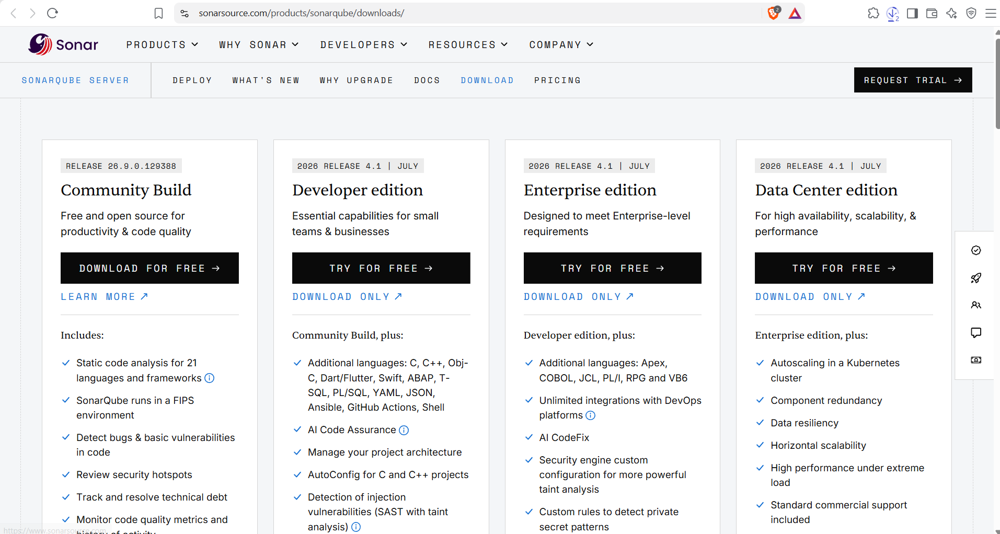 sonarsource.com/products/sonarqube/downloads/
2
2
Sonar
PRODUCTS
WHY SONAR
DEVELOPERS
RESOURCES
COMPANY
SONARQUBE SERVER
DEPLOY
WHAT'S NEW
WHY UPGRADE
DOCS
DOWNLOAD
PRICING
REQUEST TRIAL →
RELEASE 26.9.0.129388
Community Build
Free and open source for
productivity & code quality
DOWNLOAD FOR FREE →
LEARN MORE ↗
Includes:
Static code analysis for 21
languages and frameworks
SonarQube runs in a FIPS
environment
Detect bugs & basic vulnerabilities
in code
Review security hotspots
Track and resolve technical debt
Monitor code quality metrics and
history of activity
2026 RELEASE 4.1 | JULY
Developer edition
Essential capabilities for small
teams & businesses
TRY FOR FREE →
DOWNLOAD ONLY ↗
Community Build, plus:
Additional languages: C, C++, Obj-
C, Dart/Flutter, Swift, ABAP, T-
SQL, PL/SQL, YAML, JSON,
Ansible, GitHub Actions, Shell
AI Code Assurance
Manage your project architecture
AutoConfig for C and C++ projects
Detection of injection
vulnerabilities (SAST with taint
analysis)
2026 RELEASE 4.1 | JULY
Enterprise edition
Designed to meet Enterprise-level
requirements
TRY FOR FREE →
DOWNLOAD ONLY ↗
Developer edition, plus:
Additional languages: Apex,
COBOL, JCL, PL/I, RPG and VB6
Unlimited integrations with DevOps
platforms
AI CodeFix
Security engine custom
configuration for more powerful
taint analysis
Custom rules to detect private
secret patterns
2026 RELEASE 4.1 | JULY
Data Center edition
For high availability, scalability, &
performance
TRY FOR FREE →
DOWNLOAD ONLY ↗
Enterprise edition, plus:
Autoscaling in a Kubernetes
cluster
Component redundancy
Data resiliency
Horizontal scalability
High performance under extreme
load
Standard commercial support
included
https://www.sonarsource.com